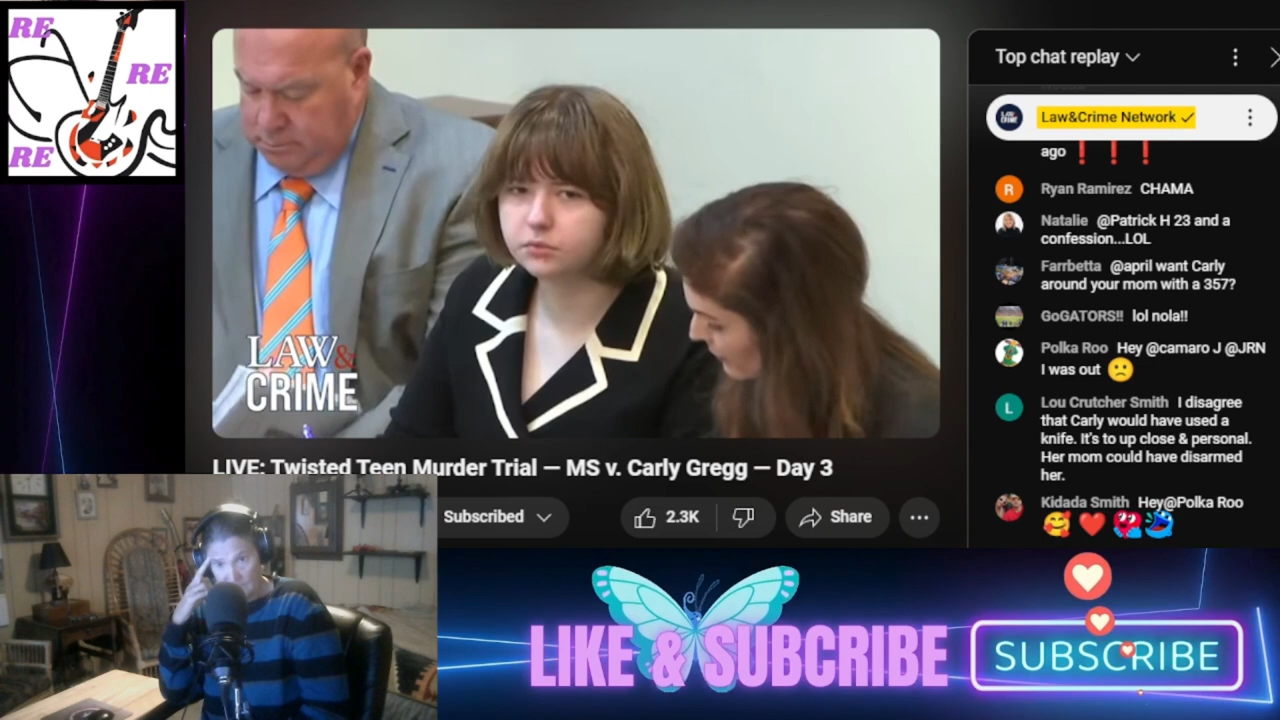 RE
RE
RE
LAW&
CRIME
LIVE: Twisted Teen Murder Trial — MS v. Carly Gregg — Day 3
Subscribed
2.3K
Share
Top chat replay
Law&Crime Network
ago ❗❗❗
Ryan Ramirez CHAMA
Natalie @Patrick H 23 and a
confession...LOL
Farrbetta @april want Carly
around your mom with a 357?
GoGATORS!! lol nola!!
Polka Roo Hey @camaro J @JRN
I was out 🙁
L
Lou Crutcher Smith I disagree
that Carly would have used a
knife. It's to up close & personal.
Her mom could have disarmed
her.
Kidada Smith Hey@Polka Roo
LIKE & SUBCRIBE
SUBSCRIBE